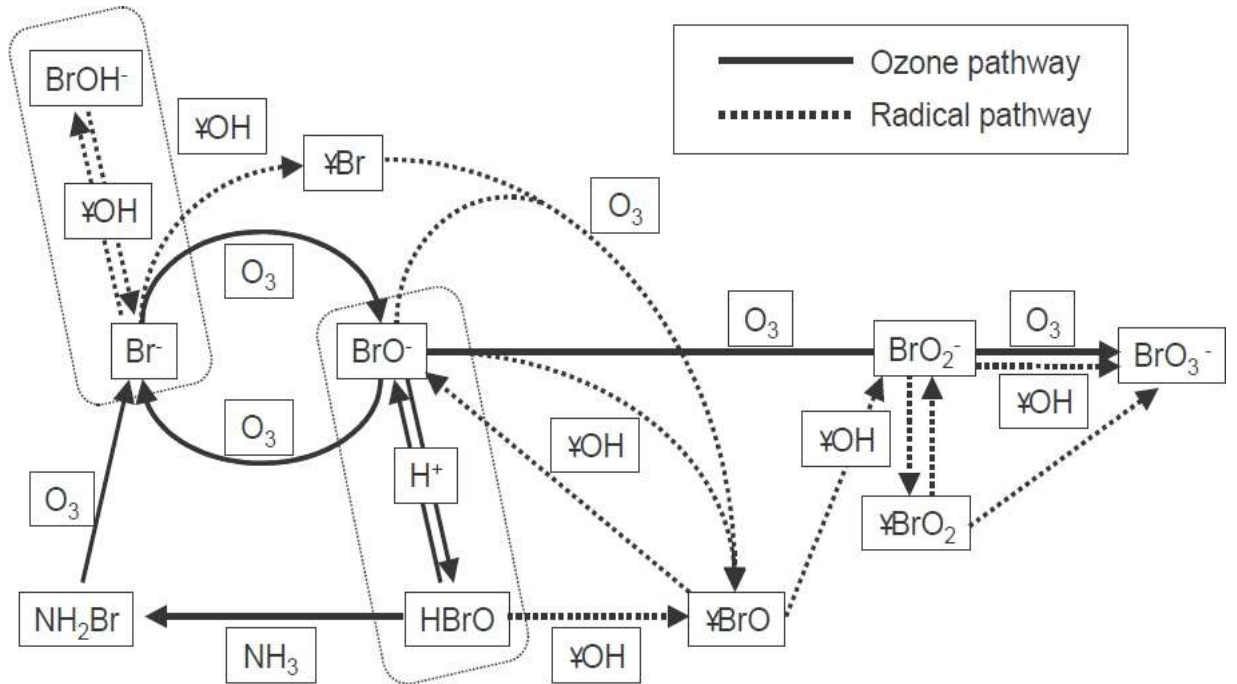 BrOH⁻
Ozone pathway
Radical pathway
¥OH
¥Br
¥OH
O₃
O₃
O₃
O₃
Br⁻
BrO⁻
BrO₂⁻
BrO₃⁻
¥OH
O₃
¥OH
¥OH
H⁺
O₃
¥BrO₂
NH₂Br
HBrO
¥BrO
NH₃
¥OH